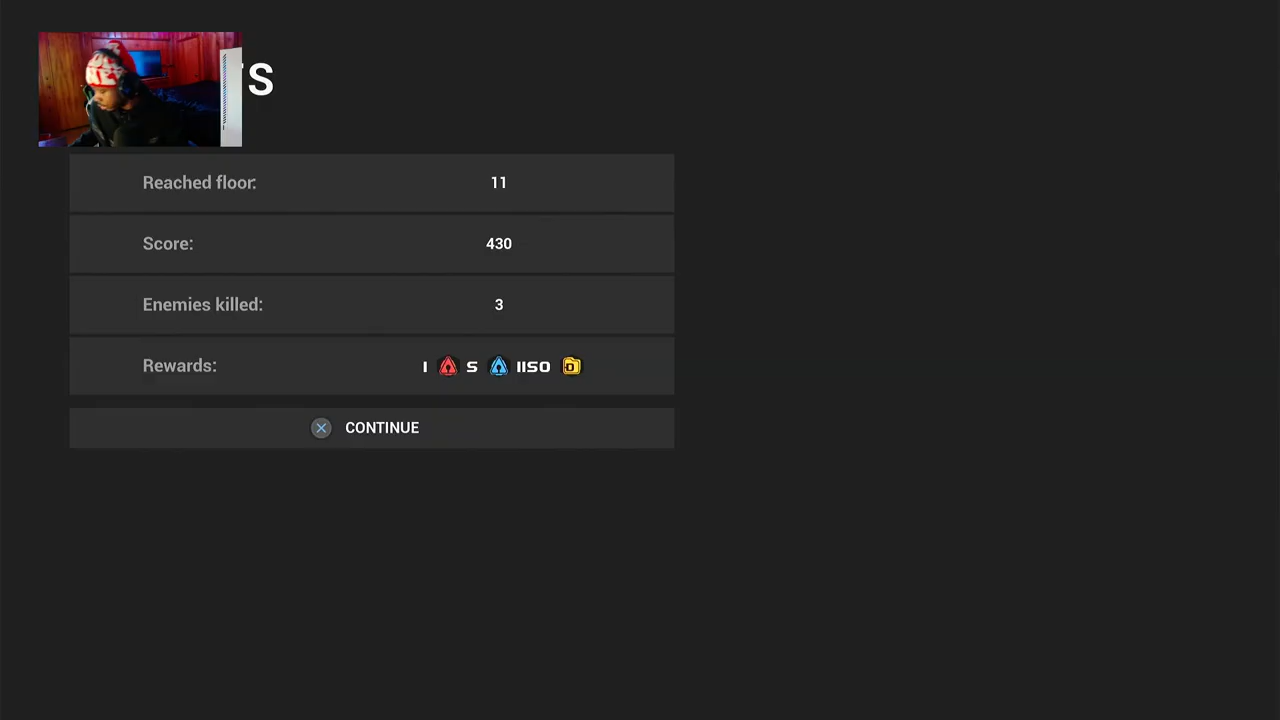 S
Reached floor: 11
Score: 430
Enemies killed: 3
Rewards: 1 5 1150 D
CONTINUE